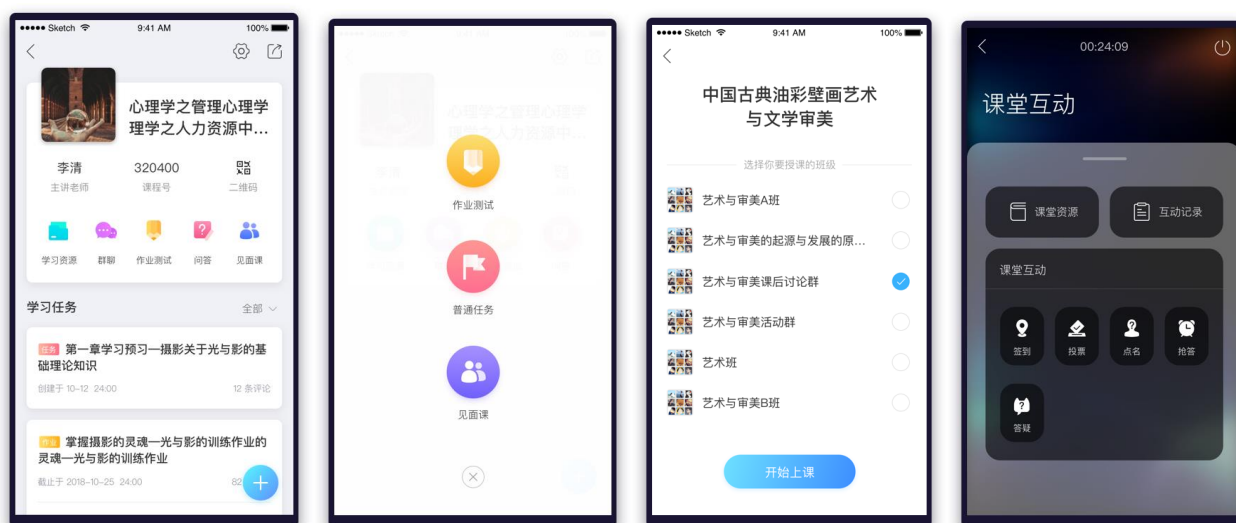 Sketch 9:41 AM 100%
心理学之管理心理学
理学之人力资源中...
李清 320400
主讲老师 课程号 二维码
学习资源 群聊 作业测试 问答 见面课
学习任务 全部
任务 第一章学习预习—摄影关于光与影的基
础理论知识
创建于 10-12 24:00 12 条评论
作业 掌握摄影的灵魂—光与影的训练作业的
灵魂—光与影的训练作业
截止于 2018-10-25 24:00 62
心理学之管理心理学
作业测试
普通任务
见面课
Sketch 9:41 AM 100%
中国古典油彩壁画艺术
与文学审美
选择你要授课的班级
艺术与审美A班
艺术与审美的起源与发展的原...
艺术与审美课后讨论群
艺术与审美活动群
艺术班
艺术与审美B班
开始上课
00:24:09
课堂互动
课堂资源 互动记录
课堂互动
签到 投票 点名 抢答
答疑